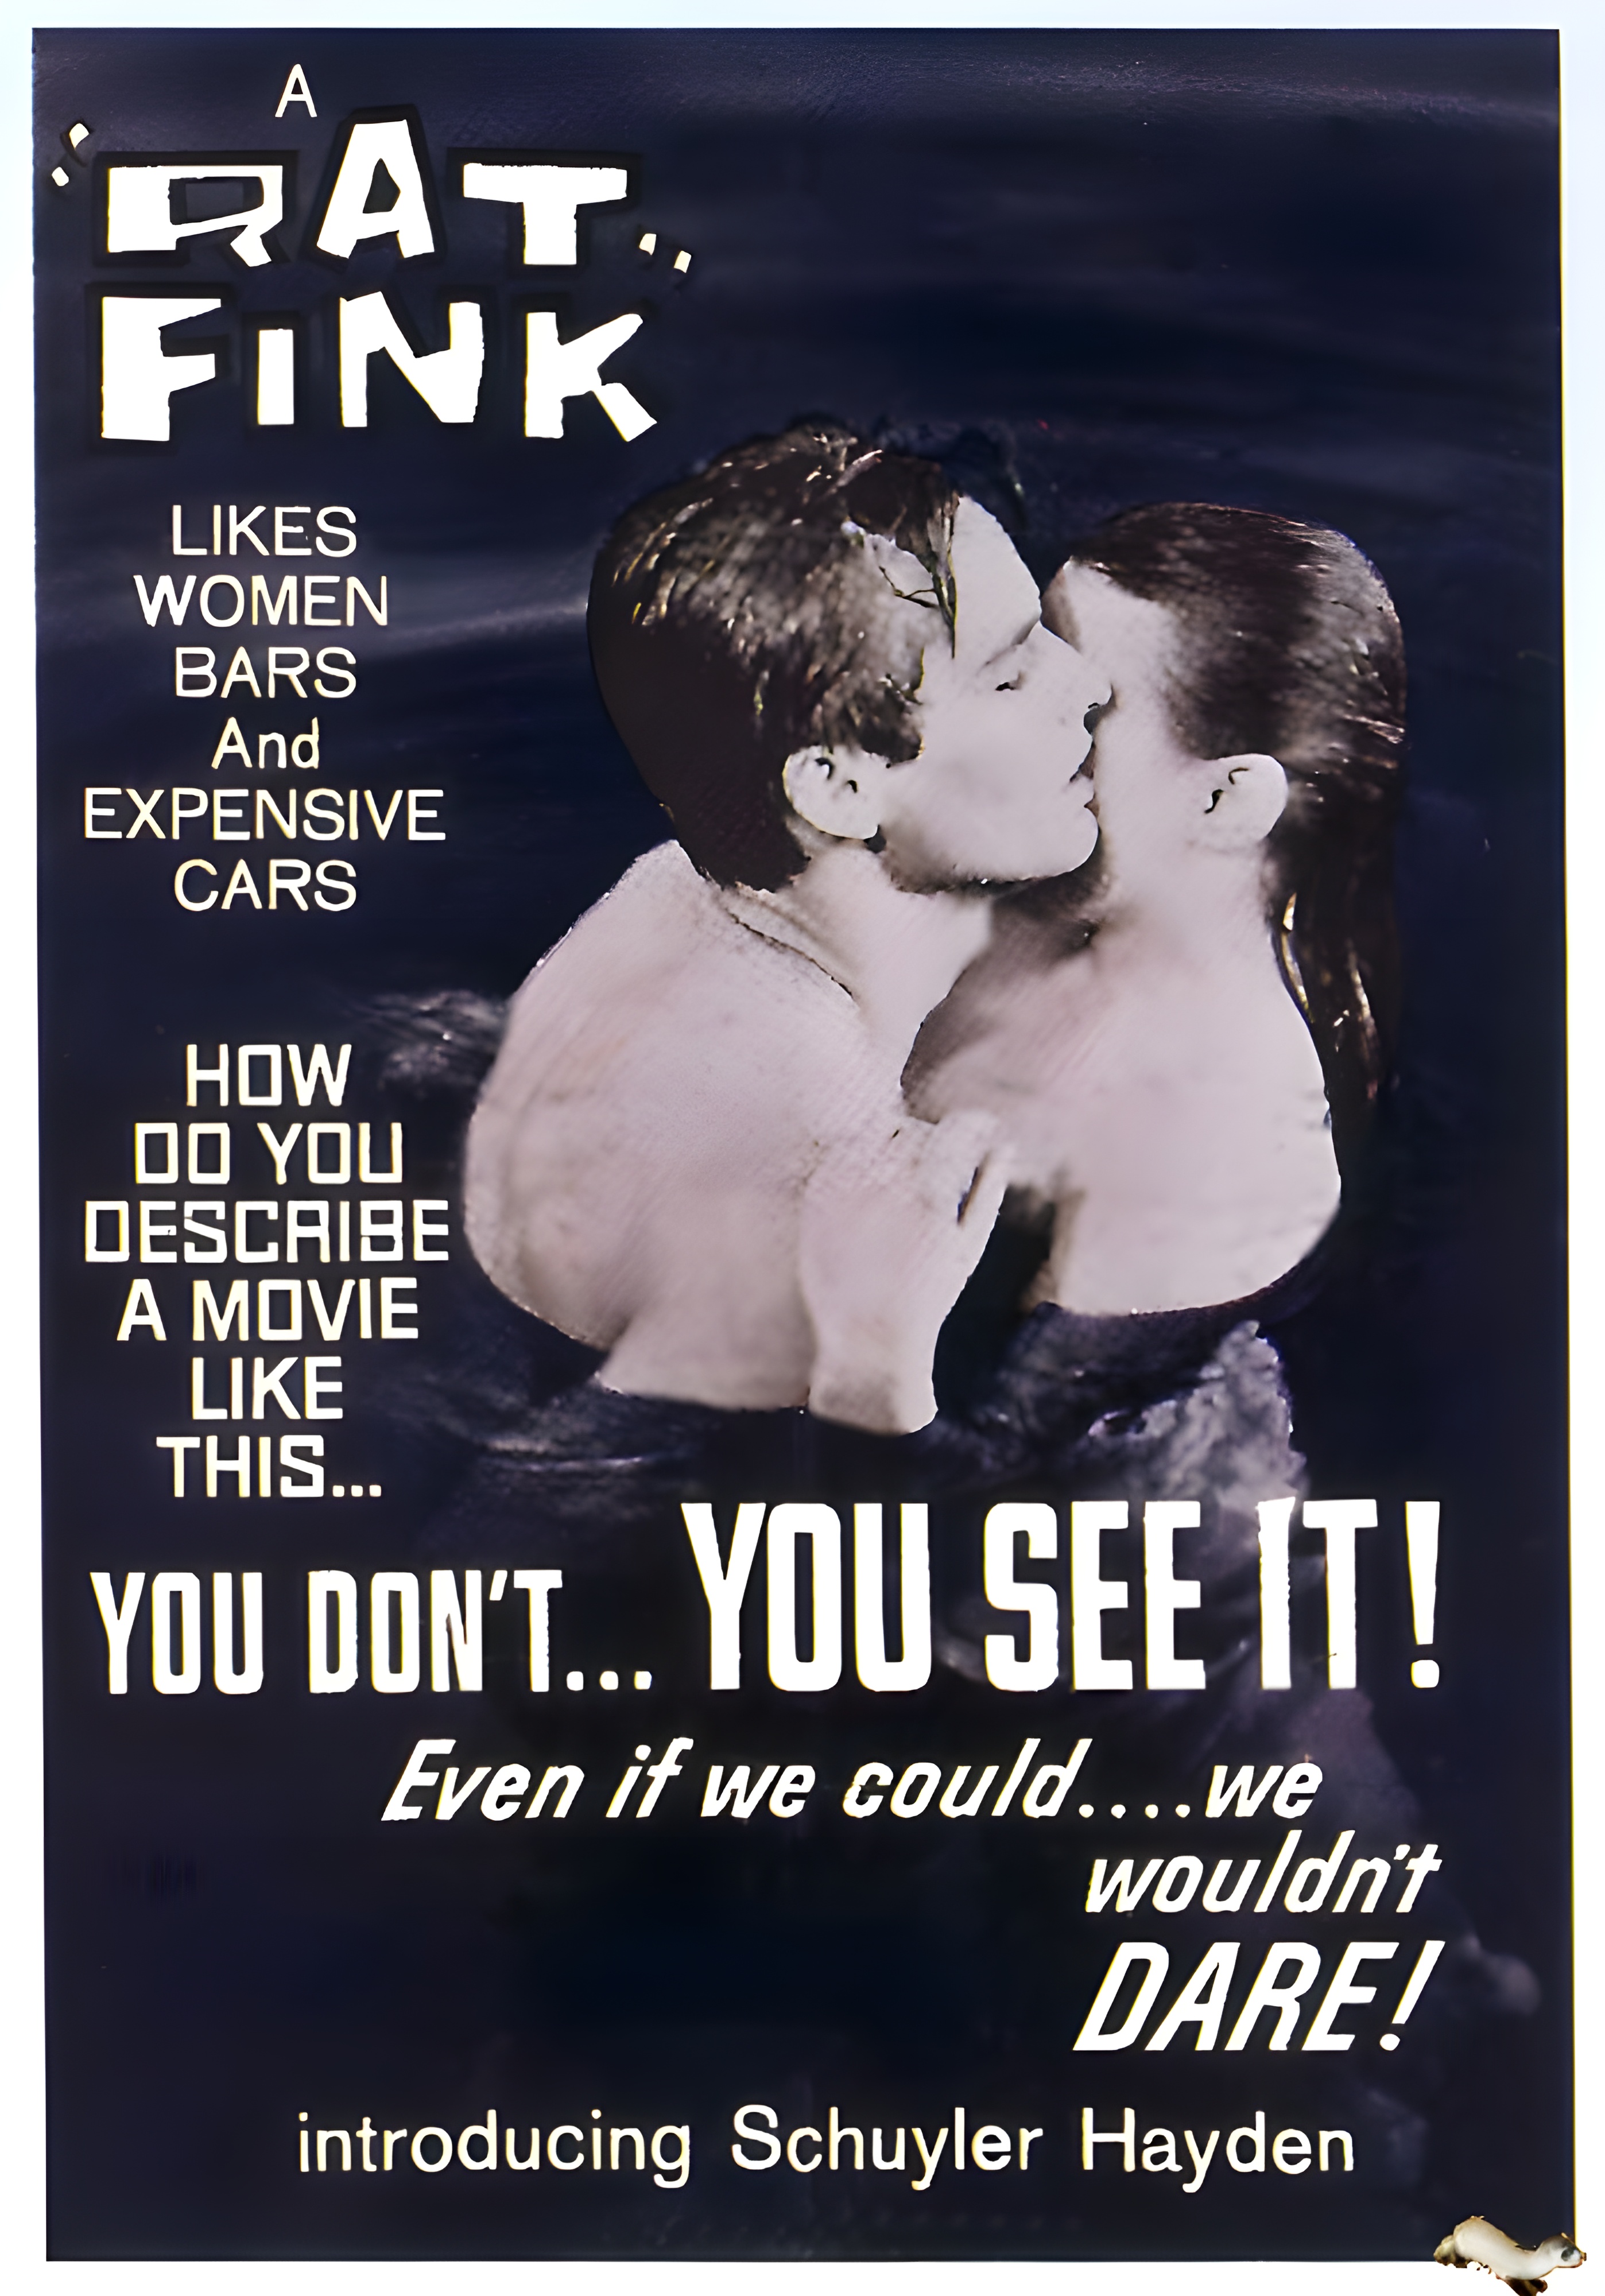 A
"RAT"
FINK
LIKES
WOMEN
BARS
And
EXPENSIVE
CARS
HOW
DO YOU
DESCRIBE
A MOVIE
LIKE
THIS...
YOU DON'T... YOU SEE IT!
Even if we could....we
wouldn't
DARE!
introducing Schuyler Hayden